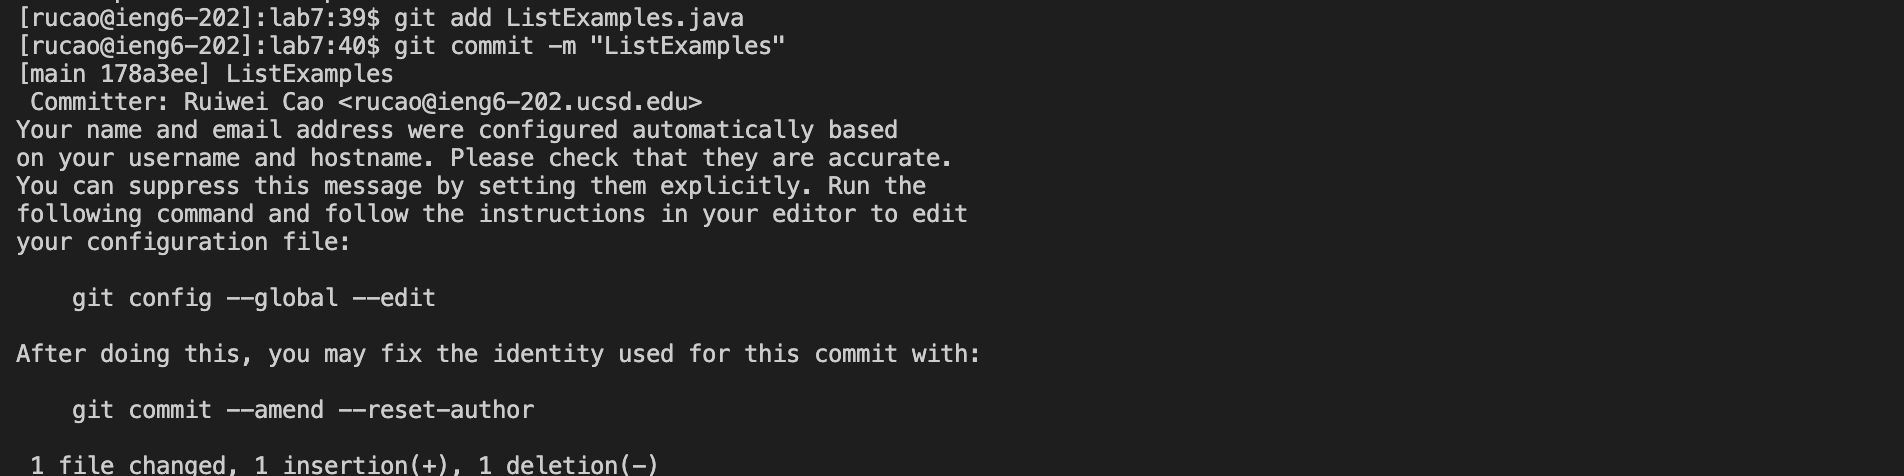 [rucao@ieng6-202]:lab7:39$ git add ListExamples.java
[rucao@ieng6-202]:lab7:40$ git commit -m "ListExamples"
[main 178a3ee] ListExamples
 Committer: Ruiwei Cao <rucao@ieng6-202.ucsd.edu>
Your name and email address were configured automatically based
on your username and hostname. Please check that they are accurate.
You can suppress this message by setting them explicitly. Run the
following command and follow the instructions in your editor to edit
your configuration file:

    git config --global --edit

After doing this, you may fix the identity used for this commit with:

    git commit --amend --reset-author

 1 file changed, 1 insertion(+), 1 deletion(-)